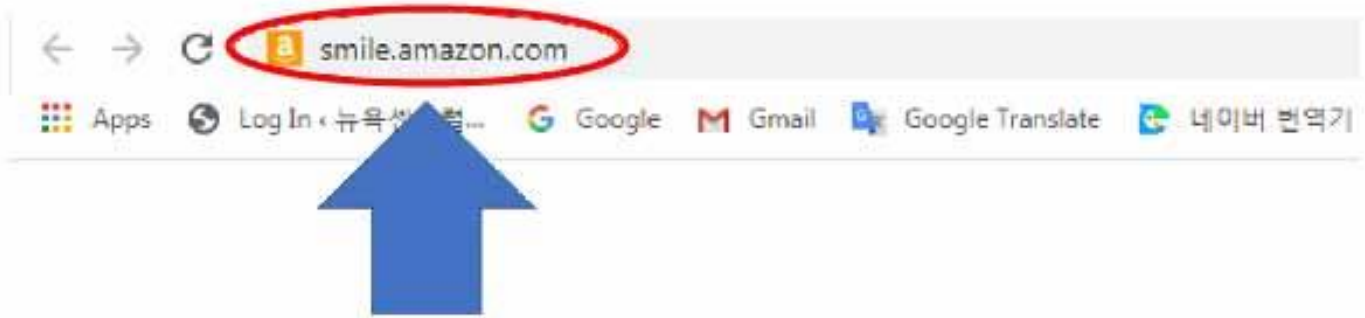 smile.amazon.com
Apps Log In ‹ 뉴욕 ... Google Gmail Google Translate 네이버 번역기